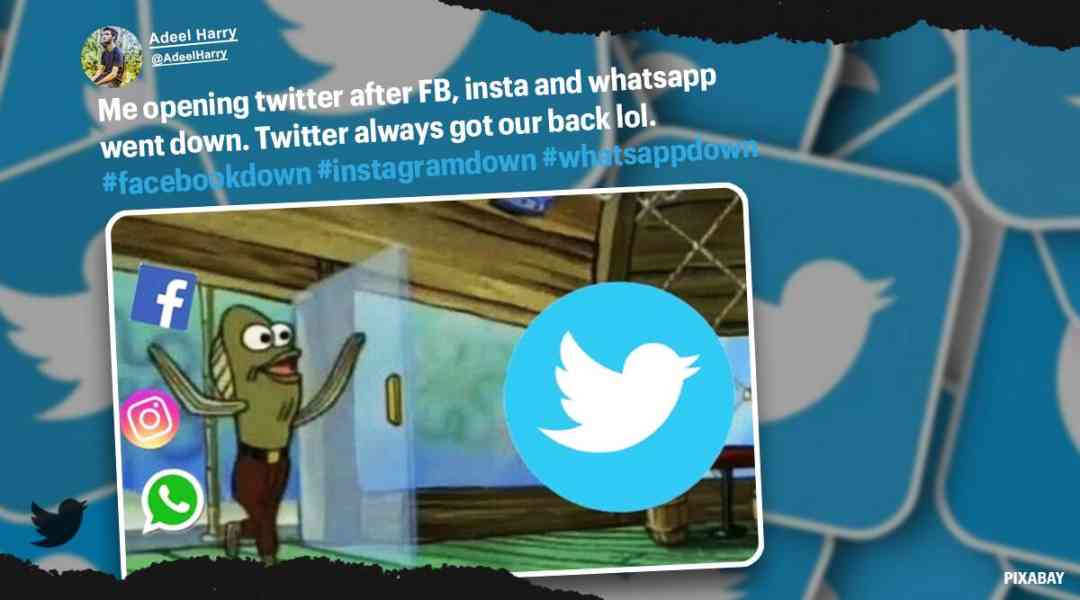 Adeel Harry
@AdeelHarry
Me opening twitter after FB, insta and whatsapp
went down. Twitter always got our back lol.
#facebookdown #instagramdown #whatsappdown
PIXABAY